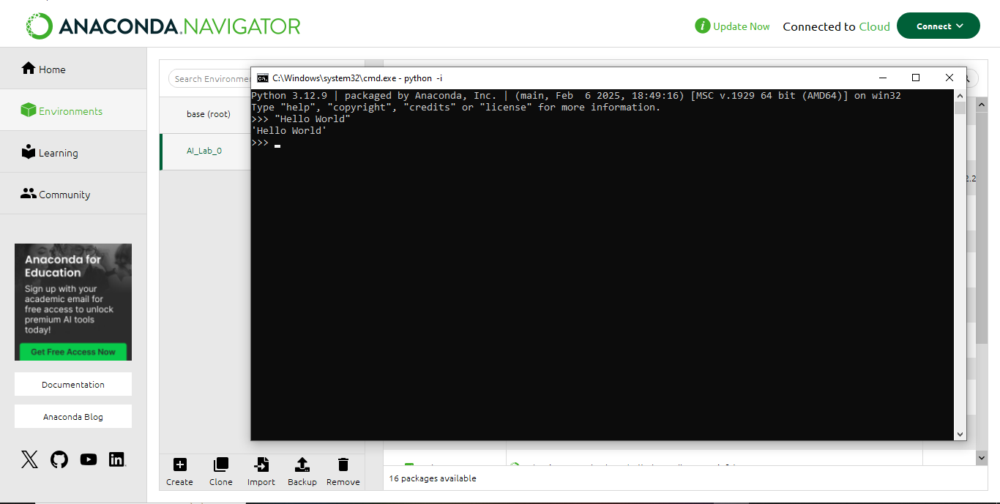 ANACONDA.NAVIGATOR
i Update Now
Connected to Cloud
Connect
Home
Environments
Learning
Community
Anaconda for
Education
Sign up with your
academic email for
free access to unlock
premium AI tools
today!
Get Free Access Now
Documentation
Anaconda Blog
Search Environme
base (root)
AI_Lab_0
C:\Windows\system32\cmd.exe - python -i
Python 3.12.9 | packaged by Anaconda, Inc. | (main, Feb  6 2025, 18:49:16) [MSC v.1929 64 bit (AMD64)] on win32
Type "help", "copyright", "credits" or "license" for more information.
>>> "Hello World"
'Hello World'
>>>
2.2
Create
Clone
Import
Backup
Remove
16 packages available